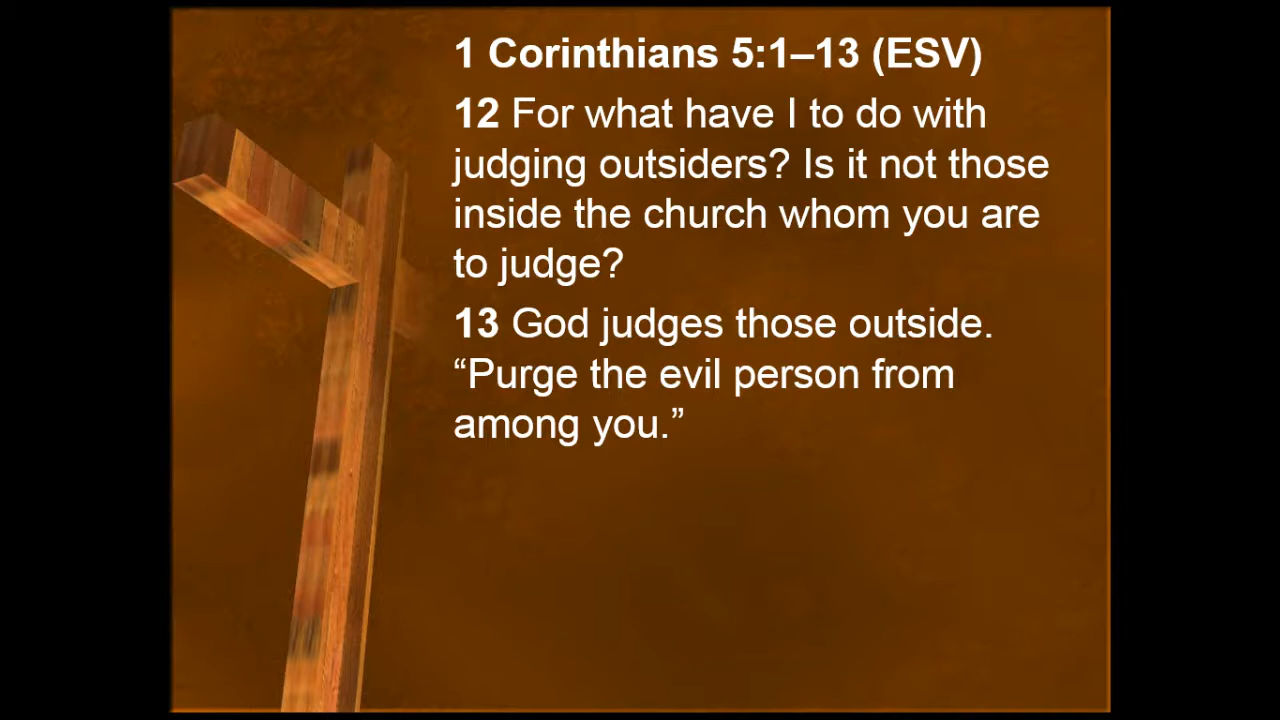 1 Corinthians 5:1–13 (ESV)
12 For what have I to do with
judging outsiders? Is it not those
inside the church whom you are
to judge?
13 God judges those outside.
“Purge the evil person from
among you.”